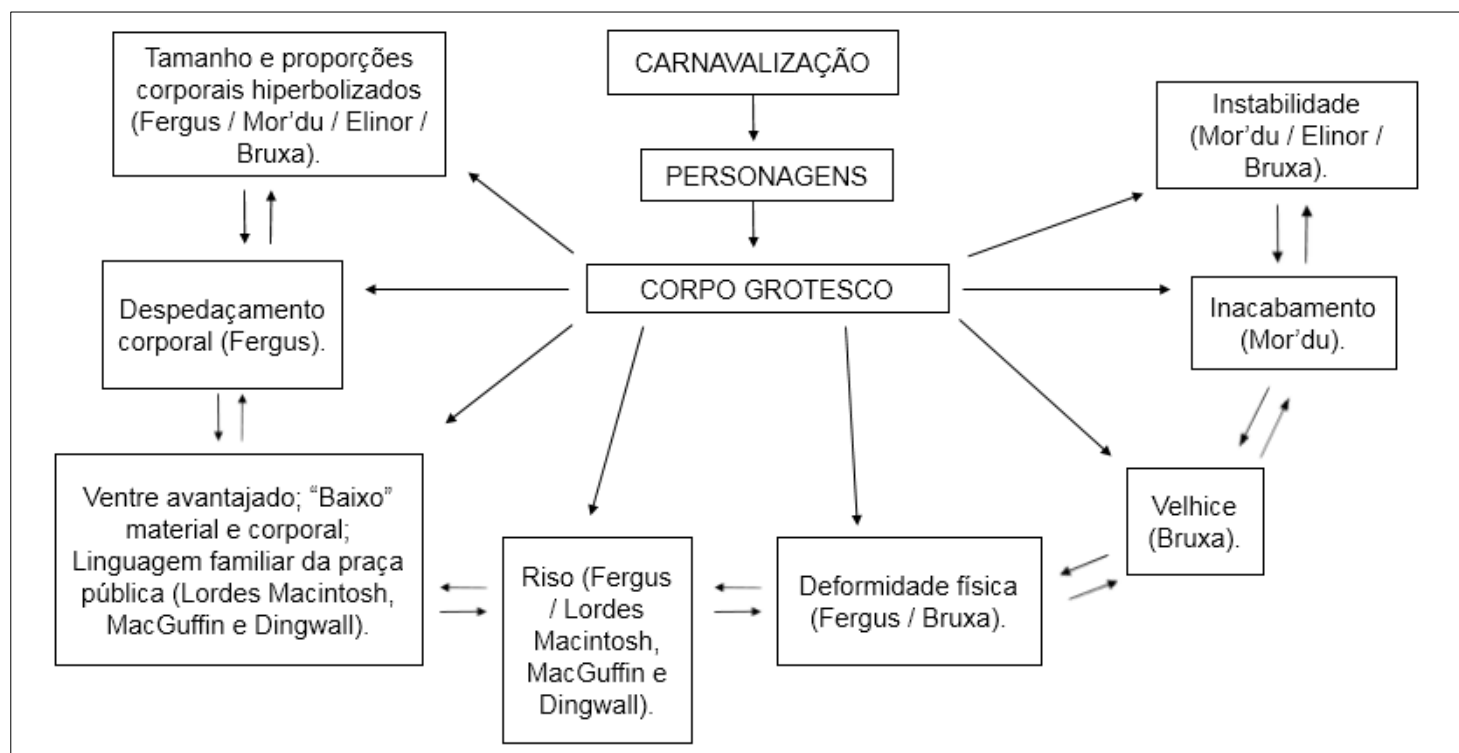 CARNAVALIZAÇÃO
PERSONAGENS
CORPO GROTESCO
Tamanho e proporções
corporais hiperbolizados
(Fergus / Mor’du / Elinor /
Bruxa).
Despedaçamento
corporal (Fergus).
Ventre avantajado; “Baixo”
material e corporal;
Linguagem familiar da praça
pública (Lordes Macintosh,
MacGuffin e Dingwall).
Riso (Fergus
/ Lordes
Macintosh,
MacGuffin e
Dingwall).
Deformidade física
(Fergus / Bruxa).
Velhice
(Bruxa).
Inacabamento
(Mor’du).
Instabilidade
(Mor’du / Elinor /
Bruxa).